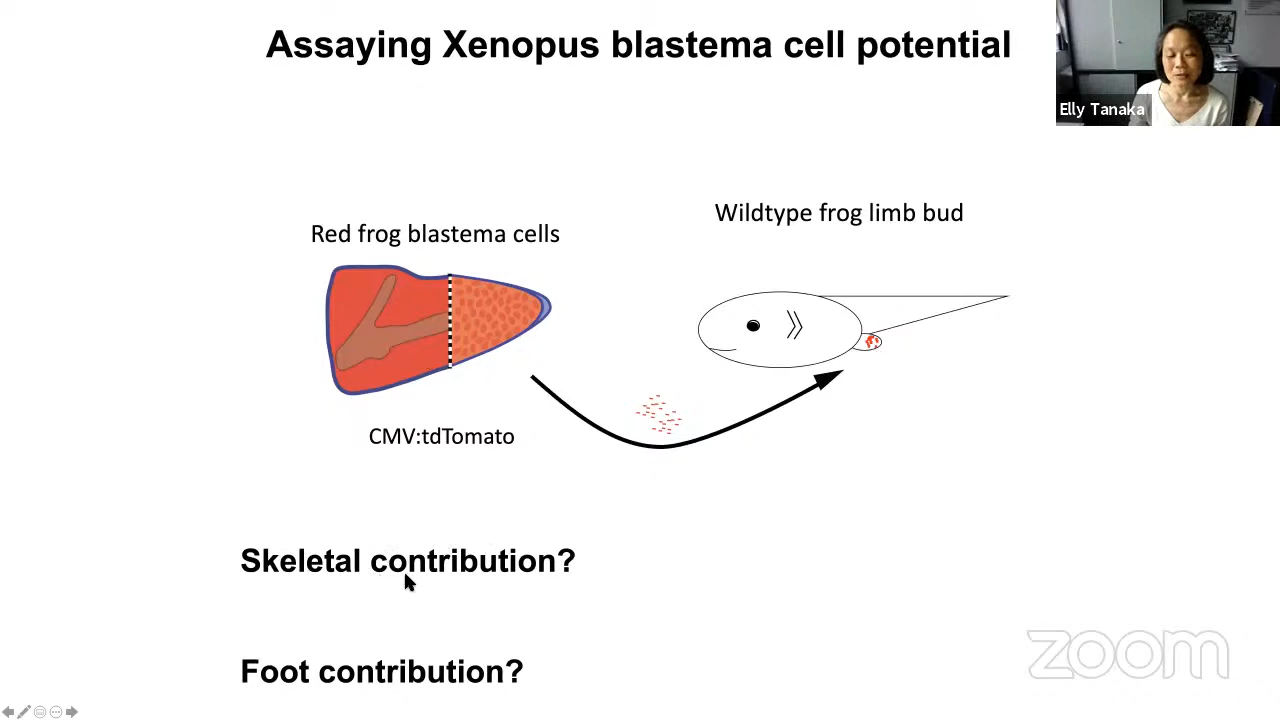 Assaying Xenopus blastema cell potential
Elly Tanaka
Wildtype frog limb bud
Red frog blastema cells
CMV:tdTomato
Skeletal contribution?
Foot contribution?
zoom